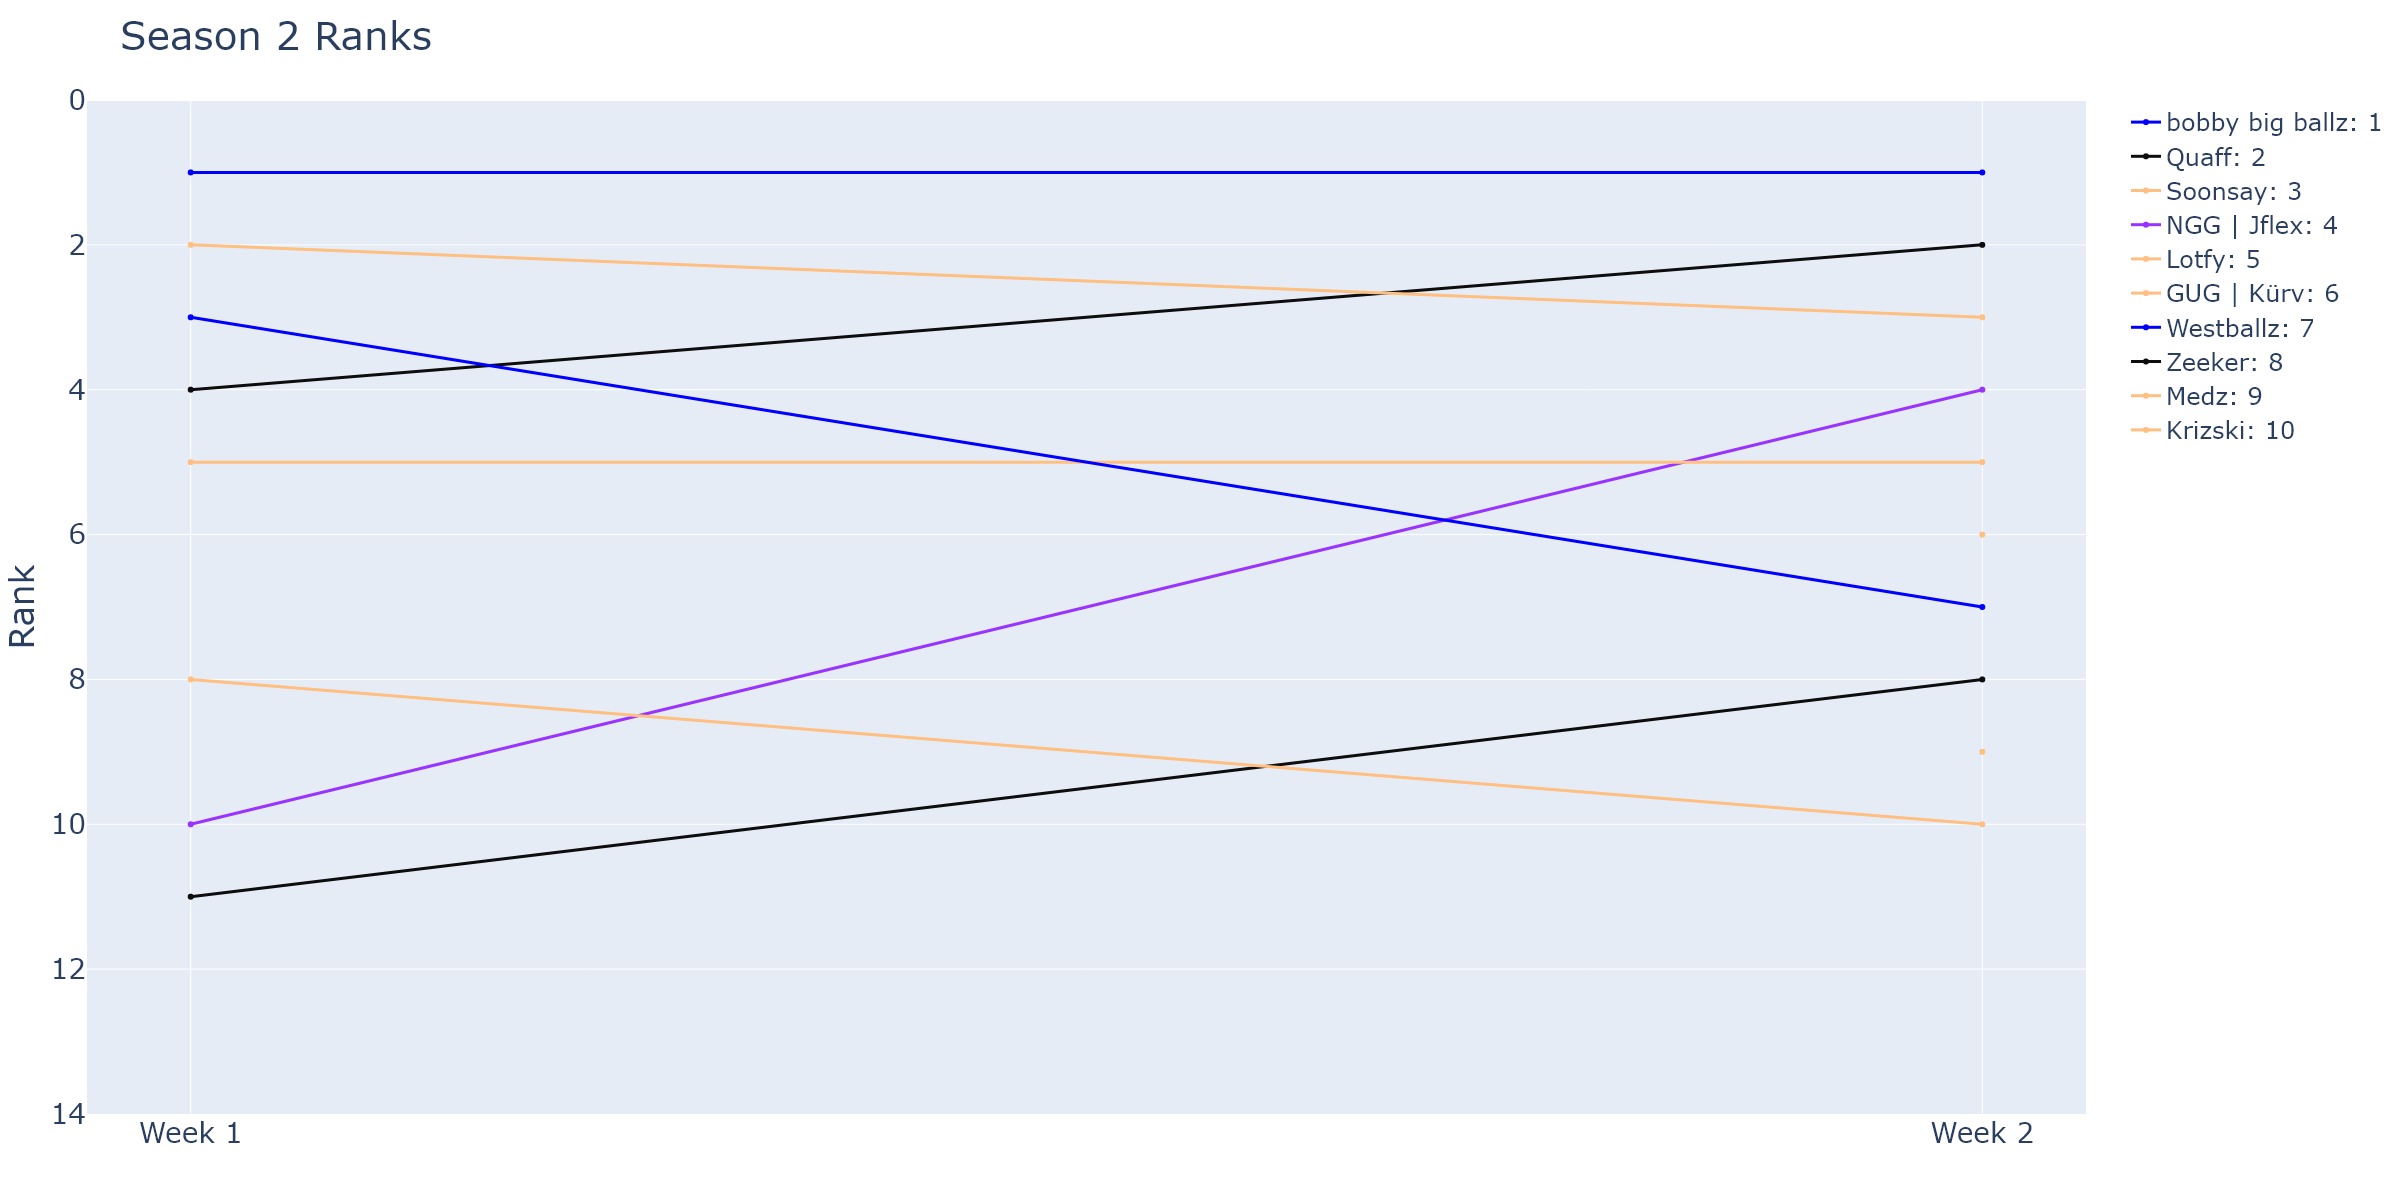 Season 2 Ranks
0
2
4
6
8
10
12
14
Rank
Week 1
Week 2
bobby big ballz: 1
Quaff: 2
Soonsay: 3
NGG | Jflex: 4
Lotfy: 5
GUG | Kürv: 6
Westballz: 7
Zeeker: 8
Medz: 9
Krizski: 10